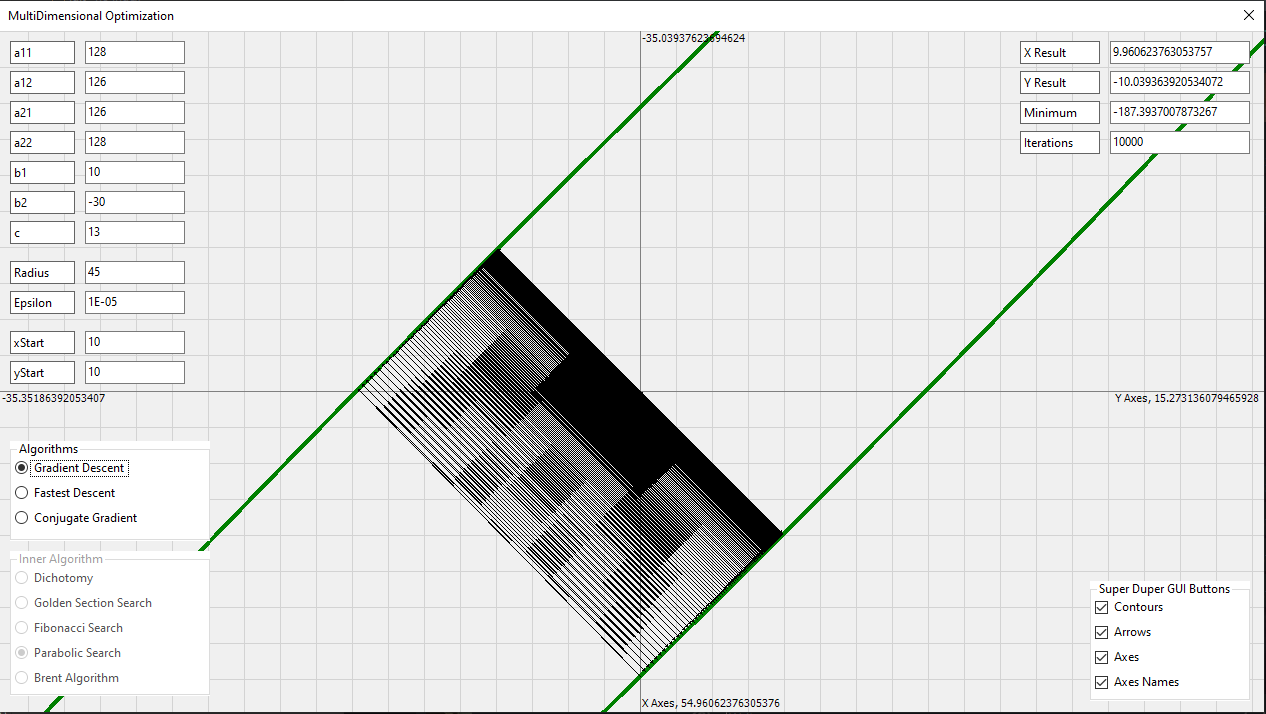 MultiDimensional Optimization
a11 128
a12 126
a21 126
a22 128
b1 10
b2 -30
c 13
Radius 45
Epsilon 1E-05
xStart 10
yStart 10
-35.03937623694624
X Result 9.960623763053757
Y Result -10.039363920534072
Minimum -187.3937007873267
Iterations 10000
-35.35186392053407
Y Axes, 15.273136079465928
Algorithms
Gradient Descent
Fastest Descent
Conjugate Gradient
Inner Algorithm
Dichotomy
Golden Section Search
Fibonacci Search
Parabolic Search
Brent Algorithm
Super Duper GUI Buttons
Contours
Arrows
Axes
Axes Names
X Axes, 54.96062376305376